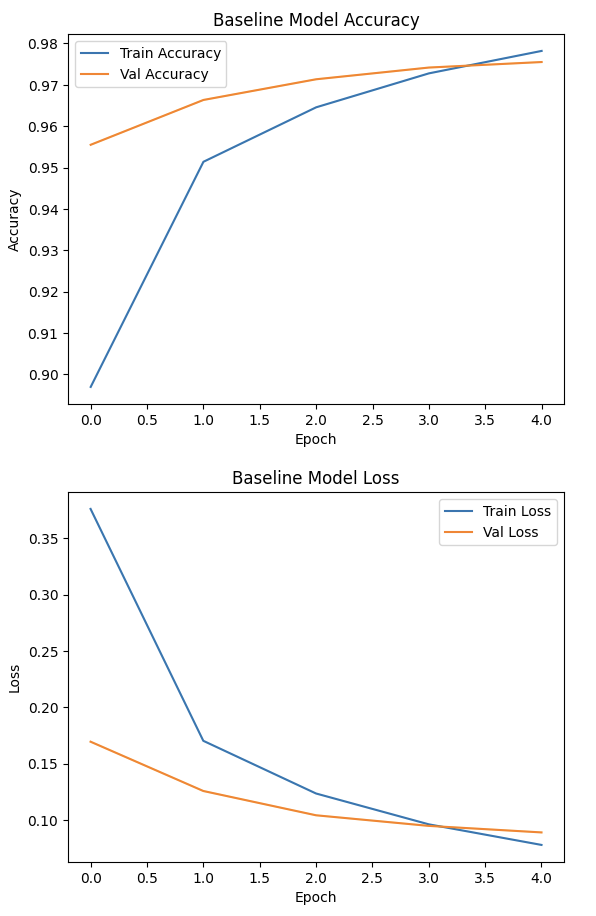 Baseline Model Accuracy
Train Accuracy
Val Accuracy
0.98
0.97
0.96
0.95
0.94
0.93
0.92
0.91
0.90
Accuracy
0.0 0.5 1.0 1.5 2.0 2.5 3.0 3.5 4.0
Epoch
Baseline Model Loss
Train Loss
Val Loss
0.35
0.30
0.25
0.20
0.15
0.10
Loss
0.0 0.5 1.0 1.5 2.0 2.5 3.0 3.5 4.0
Epoch